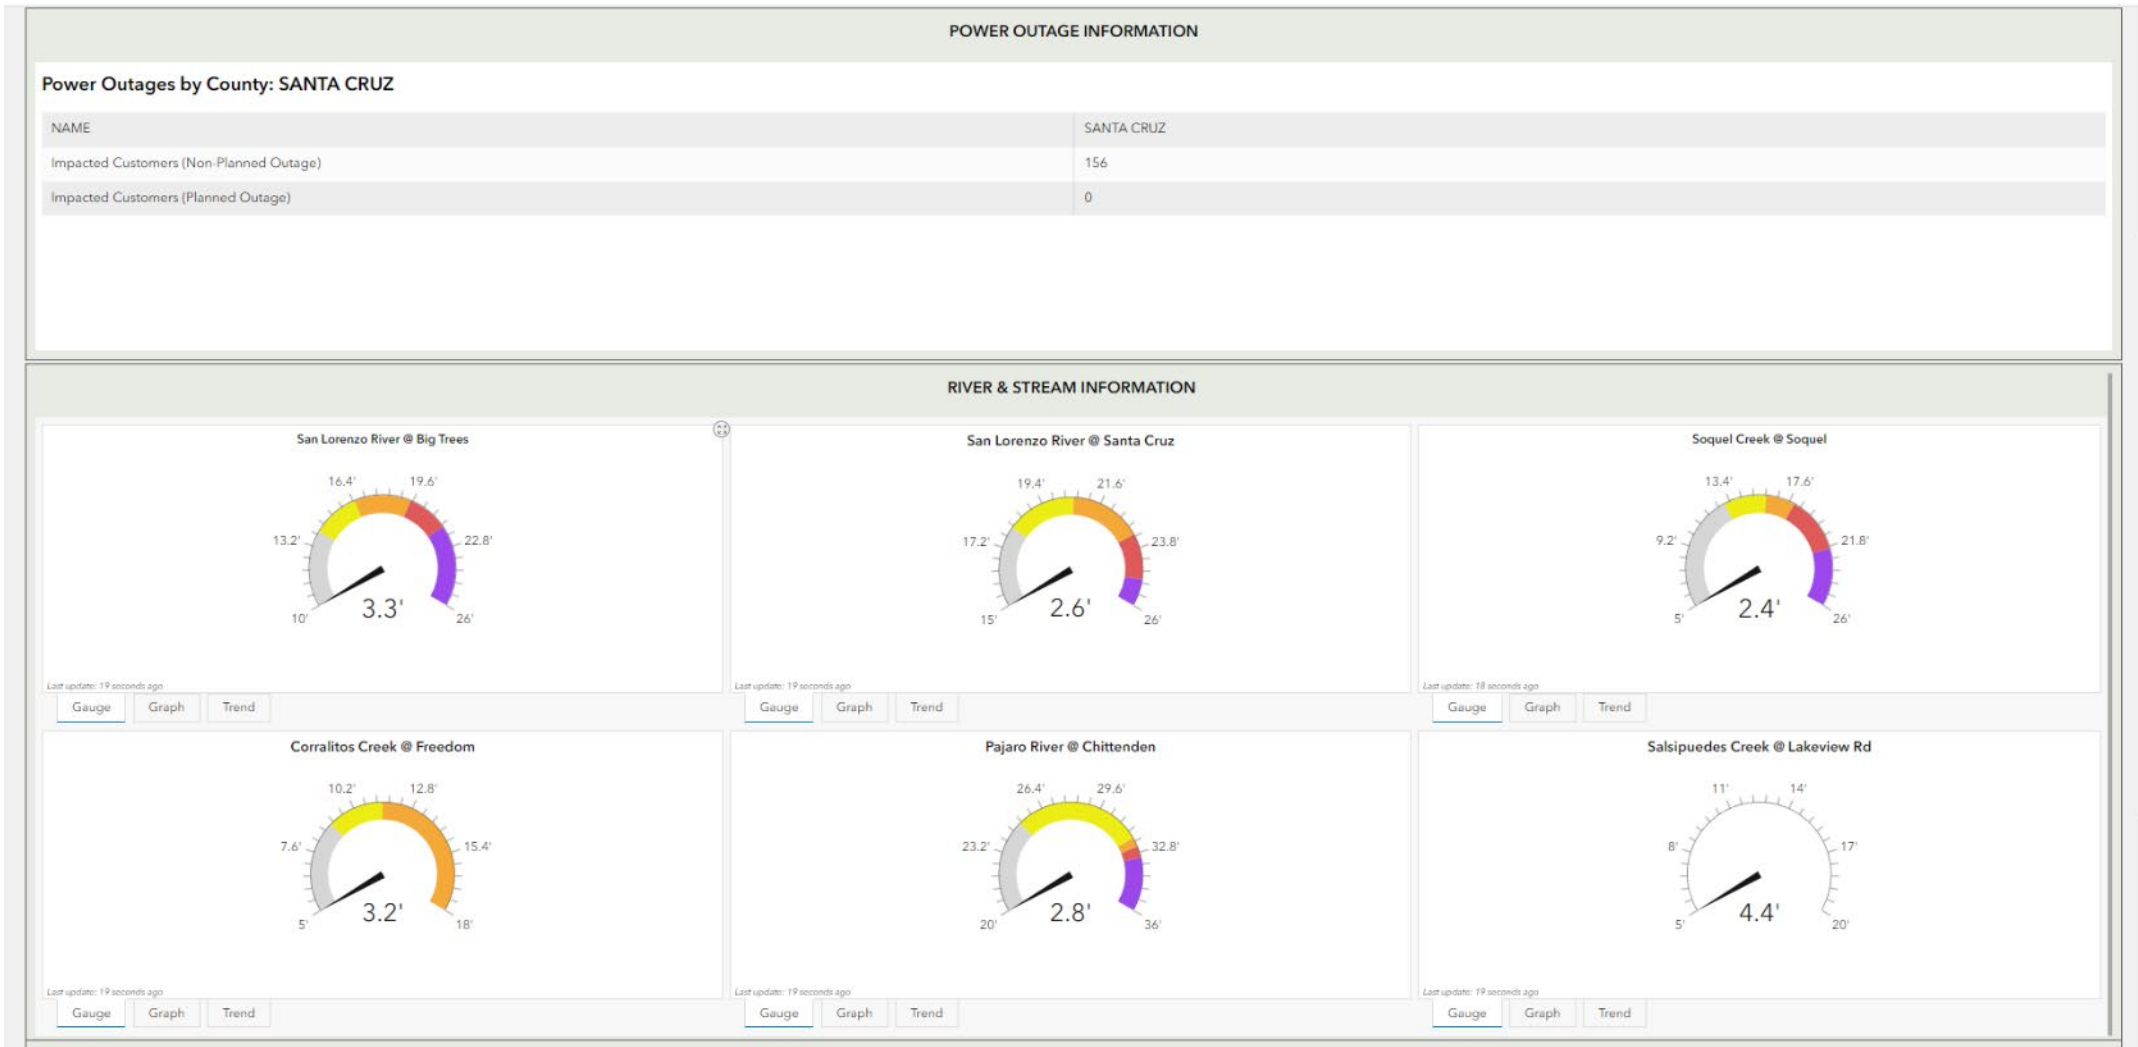 POWER OUTAGE INFORMATION
Power Outages by County: SANTA CRUZ
NAME SANTA CRUZ
Impacted Customers (Non-Planned Outage) 156
Impacted Customers (Planned Outage) 0
RIVER & STREAM INFORMATION
San Lorenzo River @ Big Trees
16.4' 19.6'
13.2' 22.8'
3.3'
10' 26'
Last update: 19 seconds ago
Gauge Graph Trend
San Lorenzo River @ Santa Cruz
19.4' 21.6'
17.2' 23.8'
2.6'
15' 26'
Last update: 19 seconds ago
Gauge Graph Trend
Soquel Creek @ Soquel
13.4' 17.6'
9.2' 21.8'
2.4'
5' 26'
Last update: 18 seconds ago
Gauge Graph Trend
Corralitos Creek @ Freedom
10.2' 12.8'
7.6' 15.4'
3.2'
5' 18'
Last update: 19 seconds ago
Gauge Graph Trend
Pajaro River @ Chittenden
26.4' 29.6'
23.2' 32.8'
2.8'
20' 36'
Last update: 19 seconds ago
Gauge Graph Trend
Salsipuedes Creek @ Lakeview Rd
11' 14'
8' 17'
4.4'
5' 20'
Last update: 19 seconds ago
Gauge Graph Trend